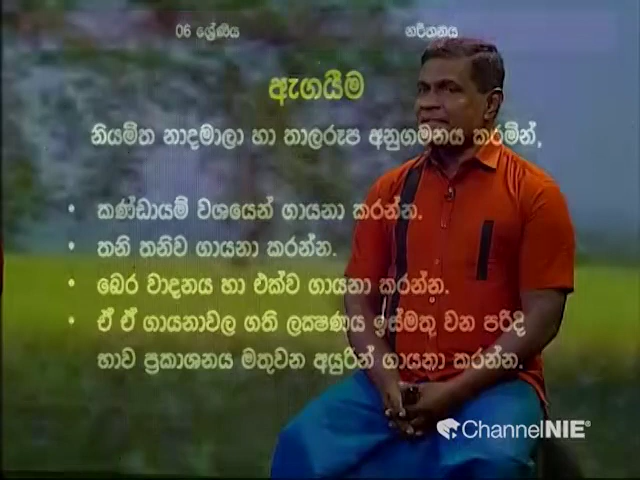 06 ශ්‍රේණිය නර්තනය
ඇගයීම
නියමිත නාදමාලා හා තාලරූප අනුගමනය කරමින්,
• කණ්ඩායම් වශයෙන් ගායනා කරන්න.
• තනි තනිව ගායනා කරන්න.
• බෙර වාදනය හා එක්ව ගායනා කරන්න.
• ඒ ඒ ගායනාවල ගති ලක්ෂණය ඉස්මතු වන පරිදි
භාව ප්‍රකාශනය මතුවන අයුරින් ගායනා කරන්න.
ChannelNIE®